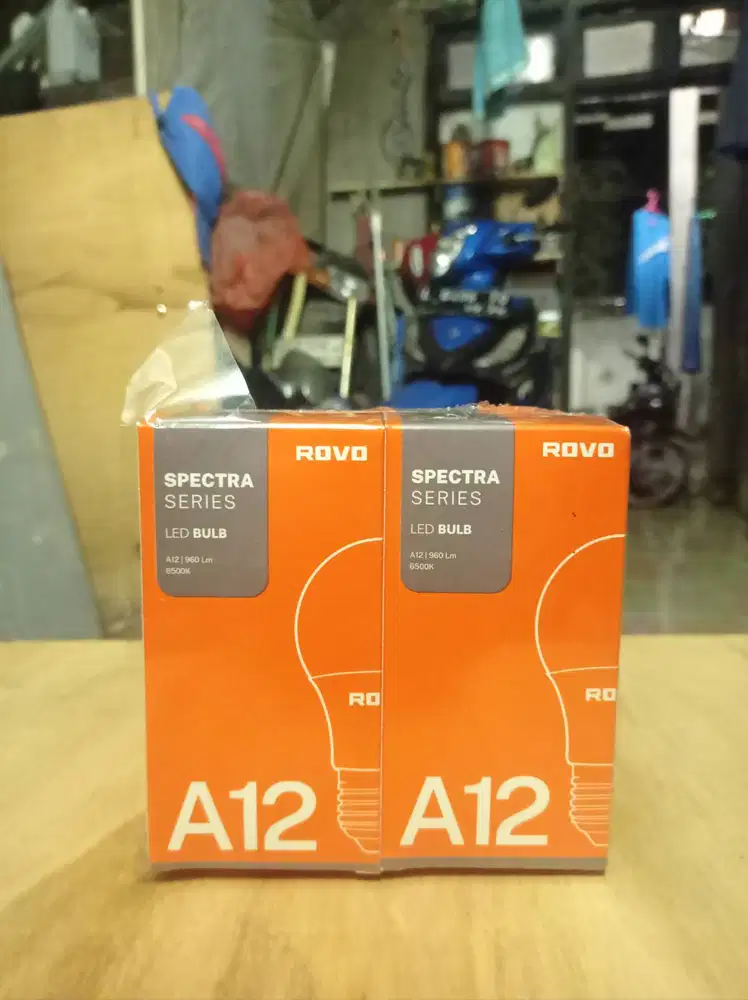 ROVO
SPECTRA
SERIES
LED BULB
A12 | 960 Lm
6500K
RO
A12
ROVO
SPECTRA
SERIES
LED BULB
A12 | 960 Lm
6500K
RO
A12